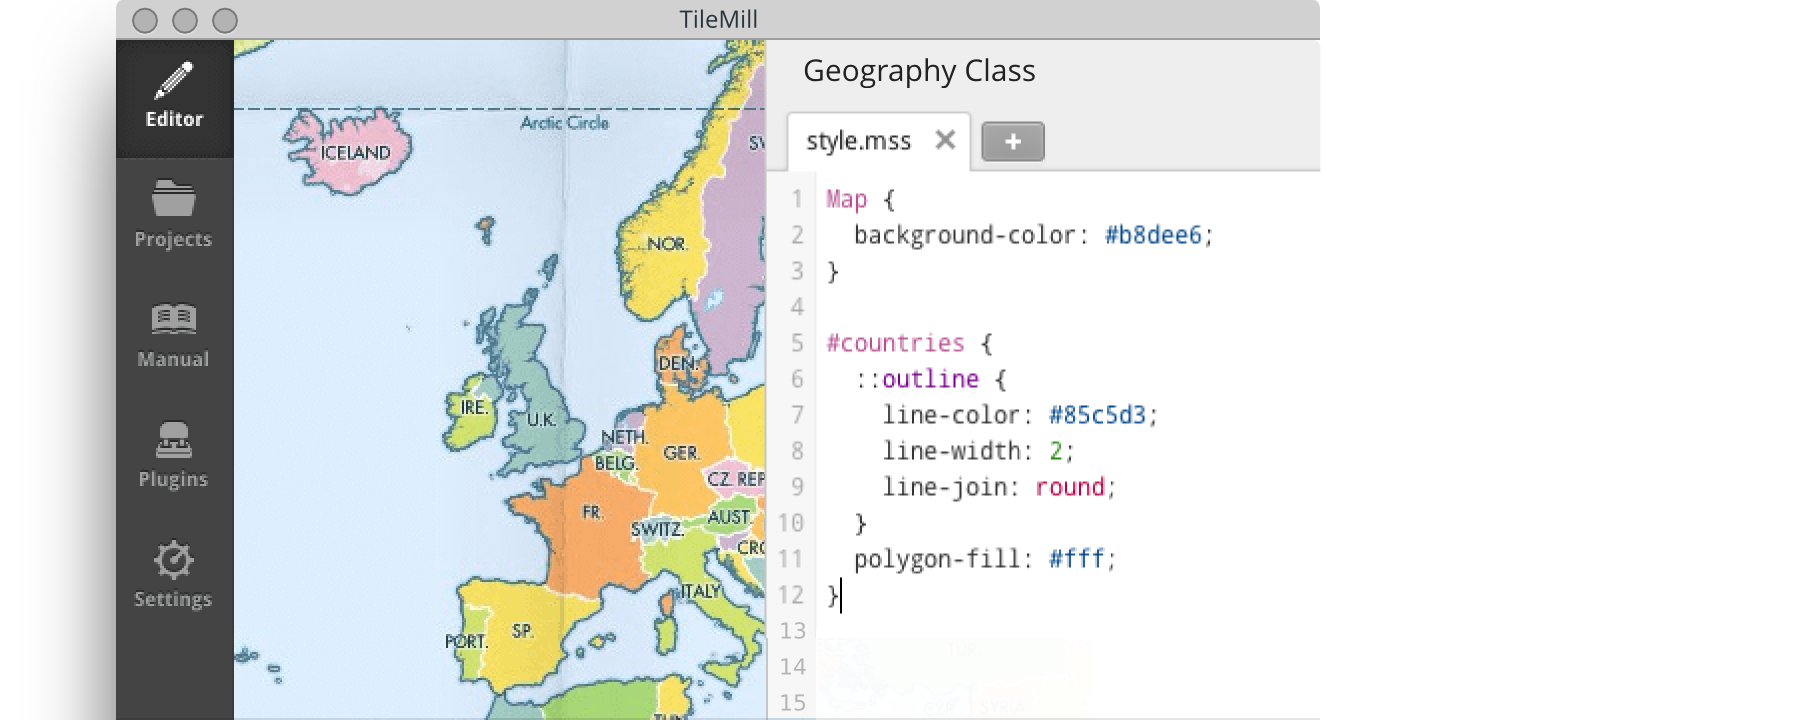 TileMill
Editor
Projects
Manual
Plugins
Settings
Arctic Circle
ICELAND
NOR.
DEN.
IRE.
U.K.
NETH.
BELG.
GER.
CZ. REP
FR.
SWITZ.
AUST.
CRO
ITALY
PORT.
SP.
TUN.
Geography Class
style.mss
1 Map {
2 background-color: #b8dee6;
3 }
4
5 #countries {
6 ::outline {
7 line-color: #85c5d3;
8 line-width: 2;
9 line-join: round;
10 }
11 polygon-fill: #fff;
12 }
13
14
15